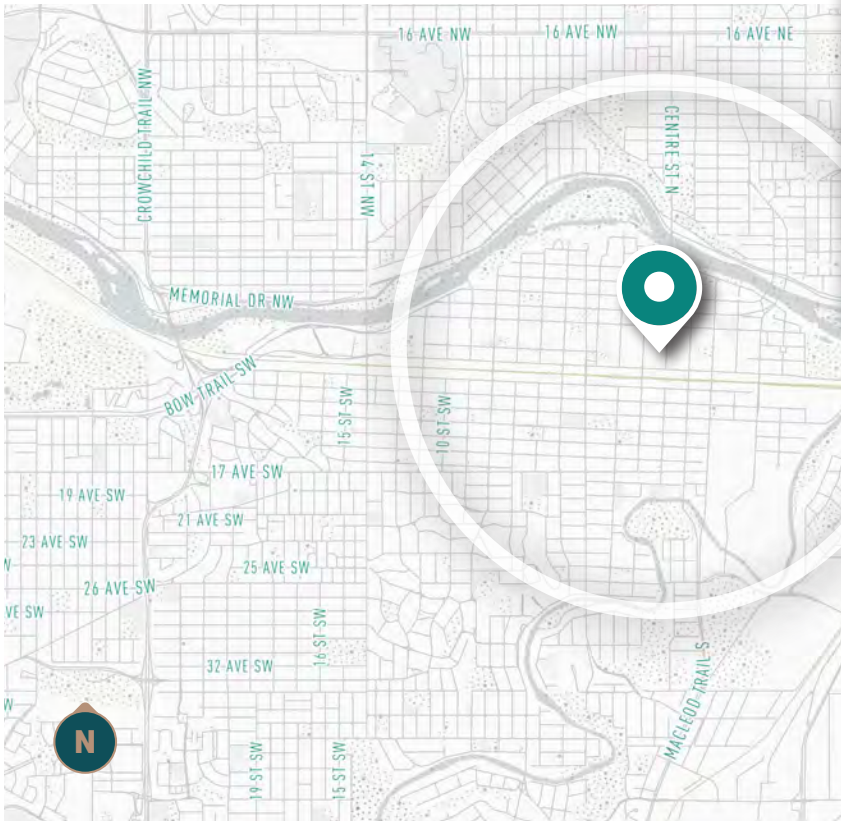 16 AVE NW
16 AVE NW
16 AVE NE
CROWCHILD TRAIL NW
14 ST NW
CENTRE ST N
MEMORIAL DR NW
BOW TRAIL SW
15 ST SW
10 ST SW
17 AVE SW
19 AVE SW
21 AVE SW
23 AVE SW
W
25 AVE SW
26 AVE SW
VE SW
16 ST SW
32 AVE SW
MACLEOD TRAIL S
W
N
19 ST SW
15 ST SW